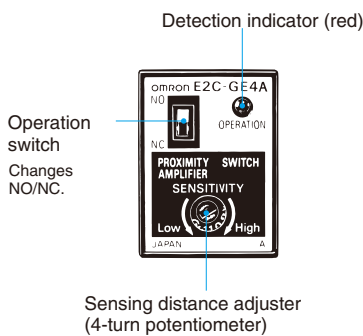 Detection indicator (red)
omron E2C-GE4A
NO
OPERATION
Operation
switch
Changes
NO/NC.
NC
PROXIMITY SWITCH
AMPLIFIER
SENSITIVITY
Low High
JAPAN A
Sensing distance adjuster
(4-turn potentiometer)